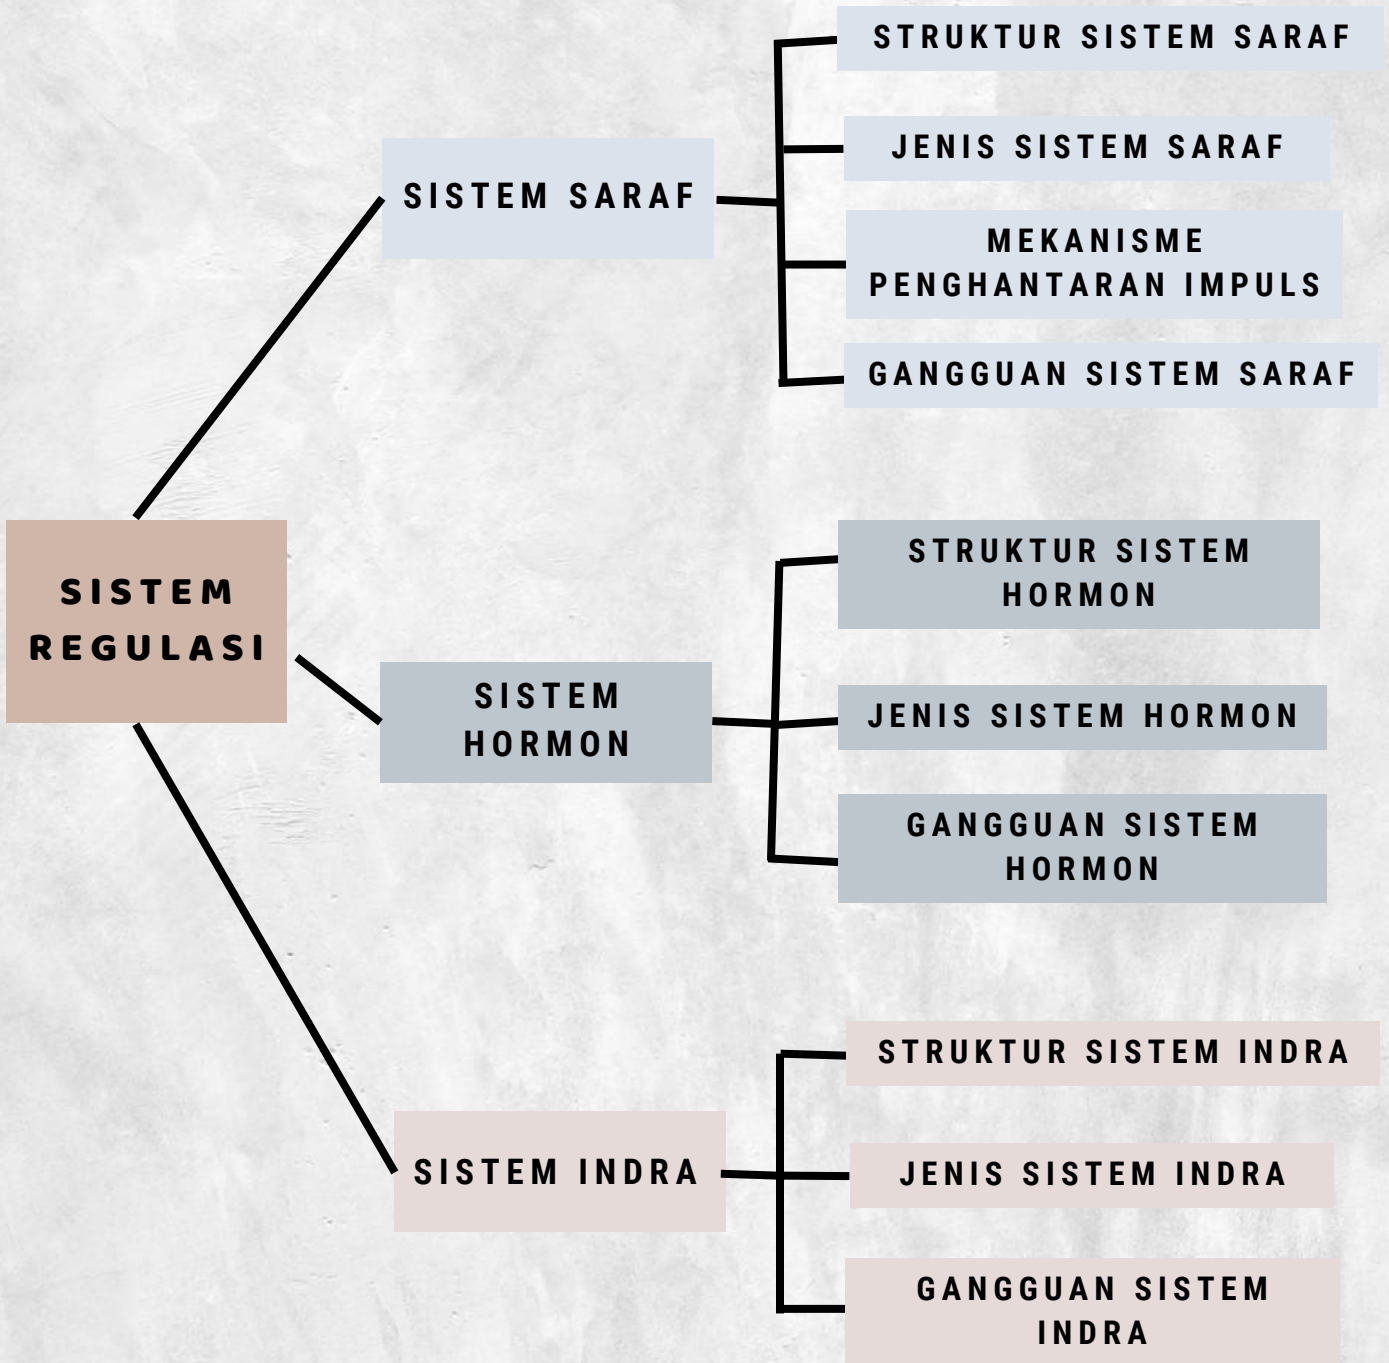 SISTEM
REGULASI
SISTEM SARAF
STRUKTUR SISTEM SARAF
JENIS SISTEM SARAF
MEKANISME
PENGHANTARAN IMPULS
GANGGUAN SISTEM SARAF
SISTEM
HORMON
STRUKTUR SISTEM
HORMON
JENIS SISTEM HORMON
GANGGUAN SISTEM
HORMON
SISTEM INDRA
STRUKTUR SISTEM INDRA
JENIS SISTEM INDRA
GANGGUAN SISTEM
INDRA